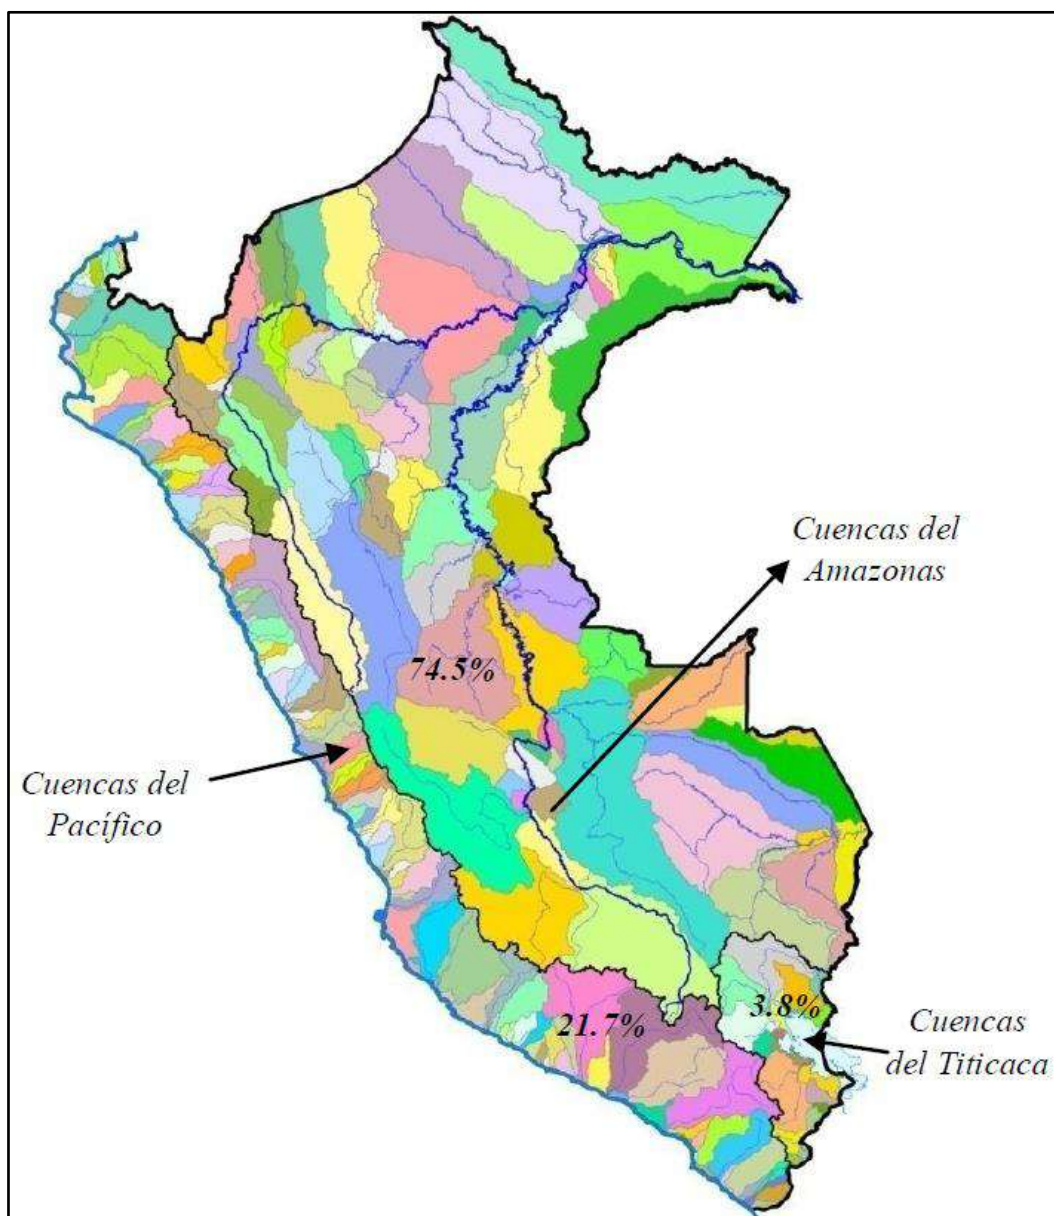 Cuencas del
Amazonas
74.5%
Cuencas del
Pacífico
3.8%
21.7%
Cuencas
del Titicaca